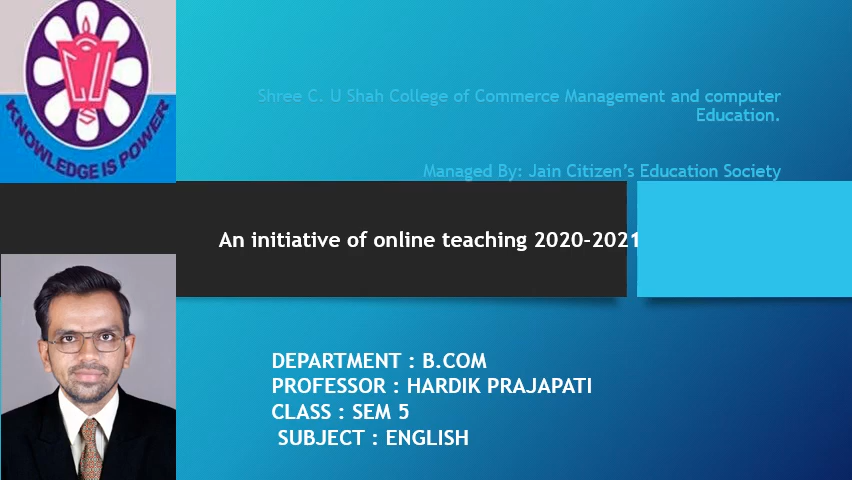 KNOWLEDGE IS POWER
Shree C. U Shah College of Commerce Management and computer
Education.
Managed By: Jain Citizen’s Education Society
An initiative of online teaching 2020-2021
DEPARTMENT : B.COM
PROFESSOR : HARDIK PRAJAPATI
CLASS : SEM 5
SUBJECT : ENGLISH